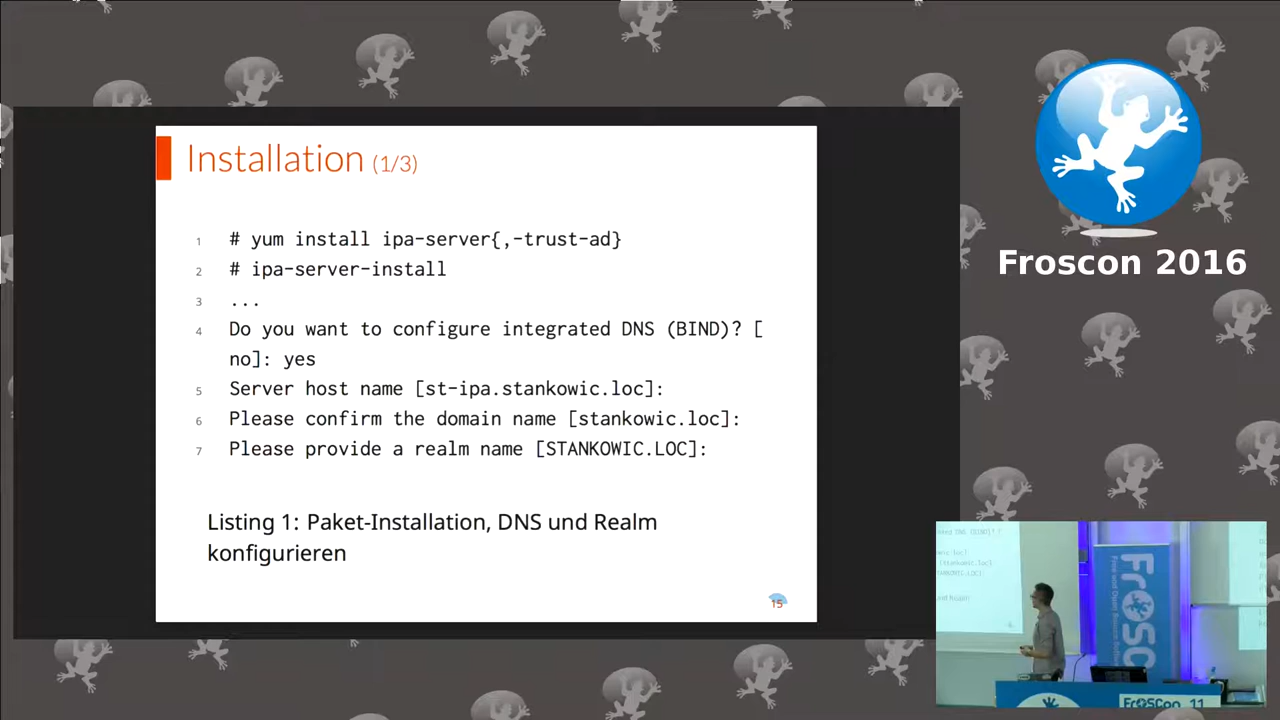 Installation (1/3)
1 # yum install ipa-server{,-trust-ad}
2 # ipa-server-install
3 ...
4 Do you want to configure integrated DNS (BIND)? [
no]: yes
5 Server host name [st-ipa.stankowic.loc]:
6 Please confirm the domain name [stankowic.loc]:
7 Please provide a realm name [STANKOWIC.LOC]:
Listing 1: Paket-Installation, DNS und Realm
konfigurieren
15
Froscon 2016
FrOSC
FrOSCon 11